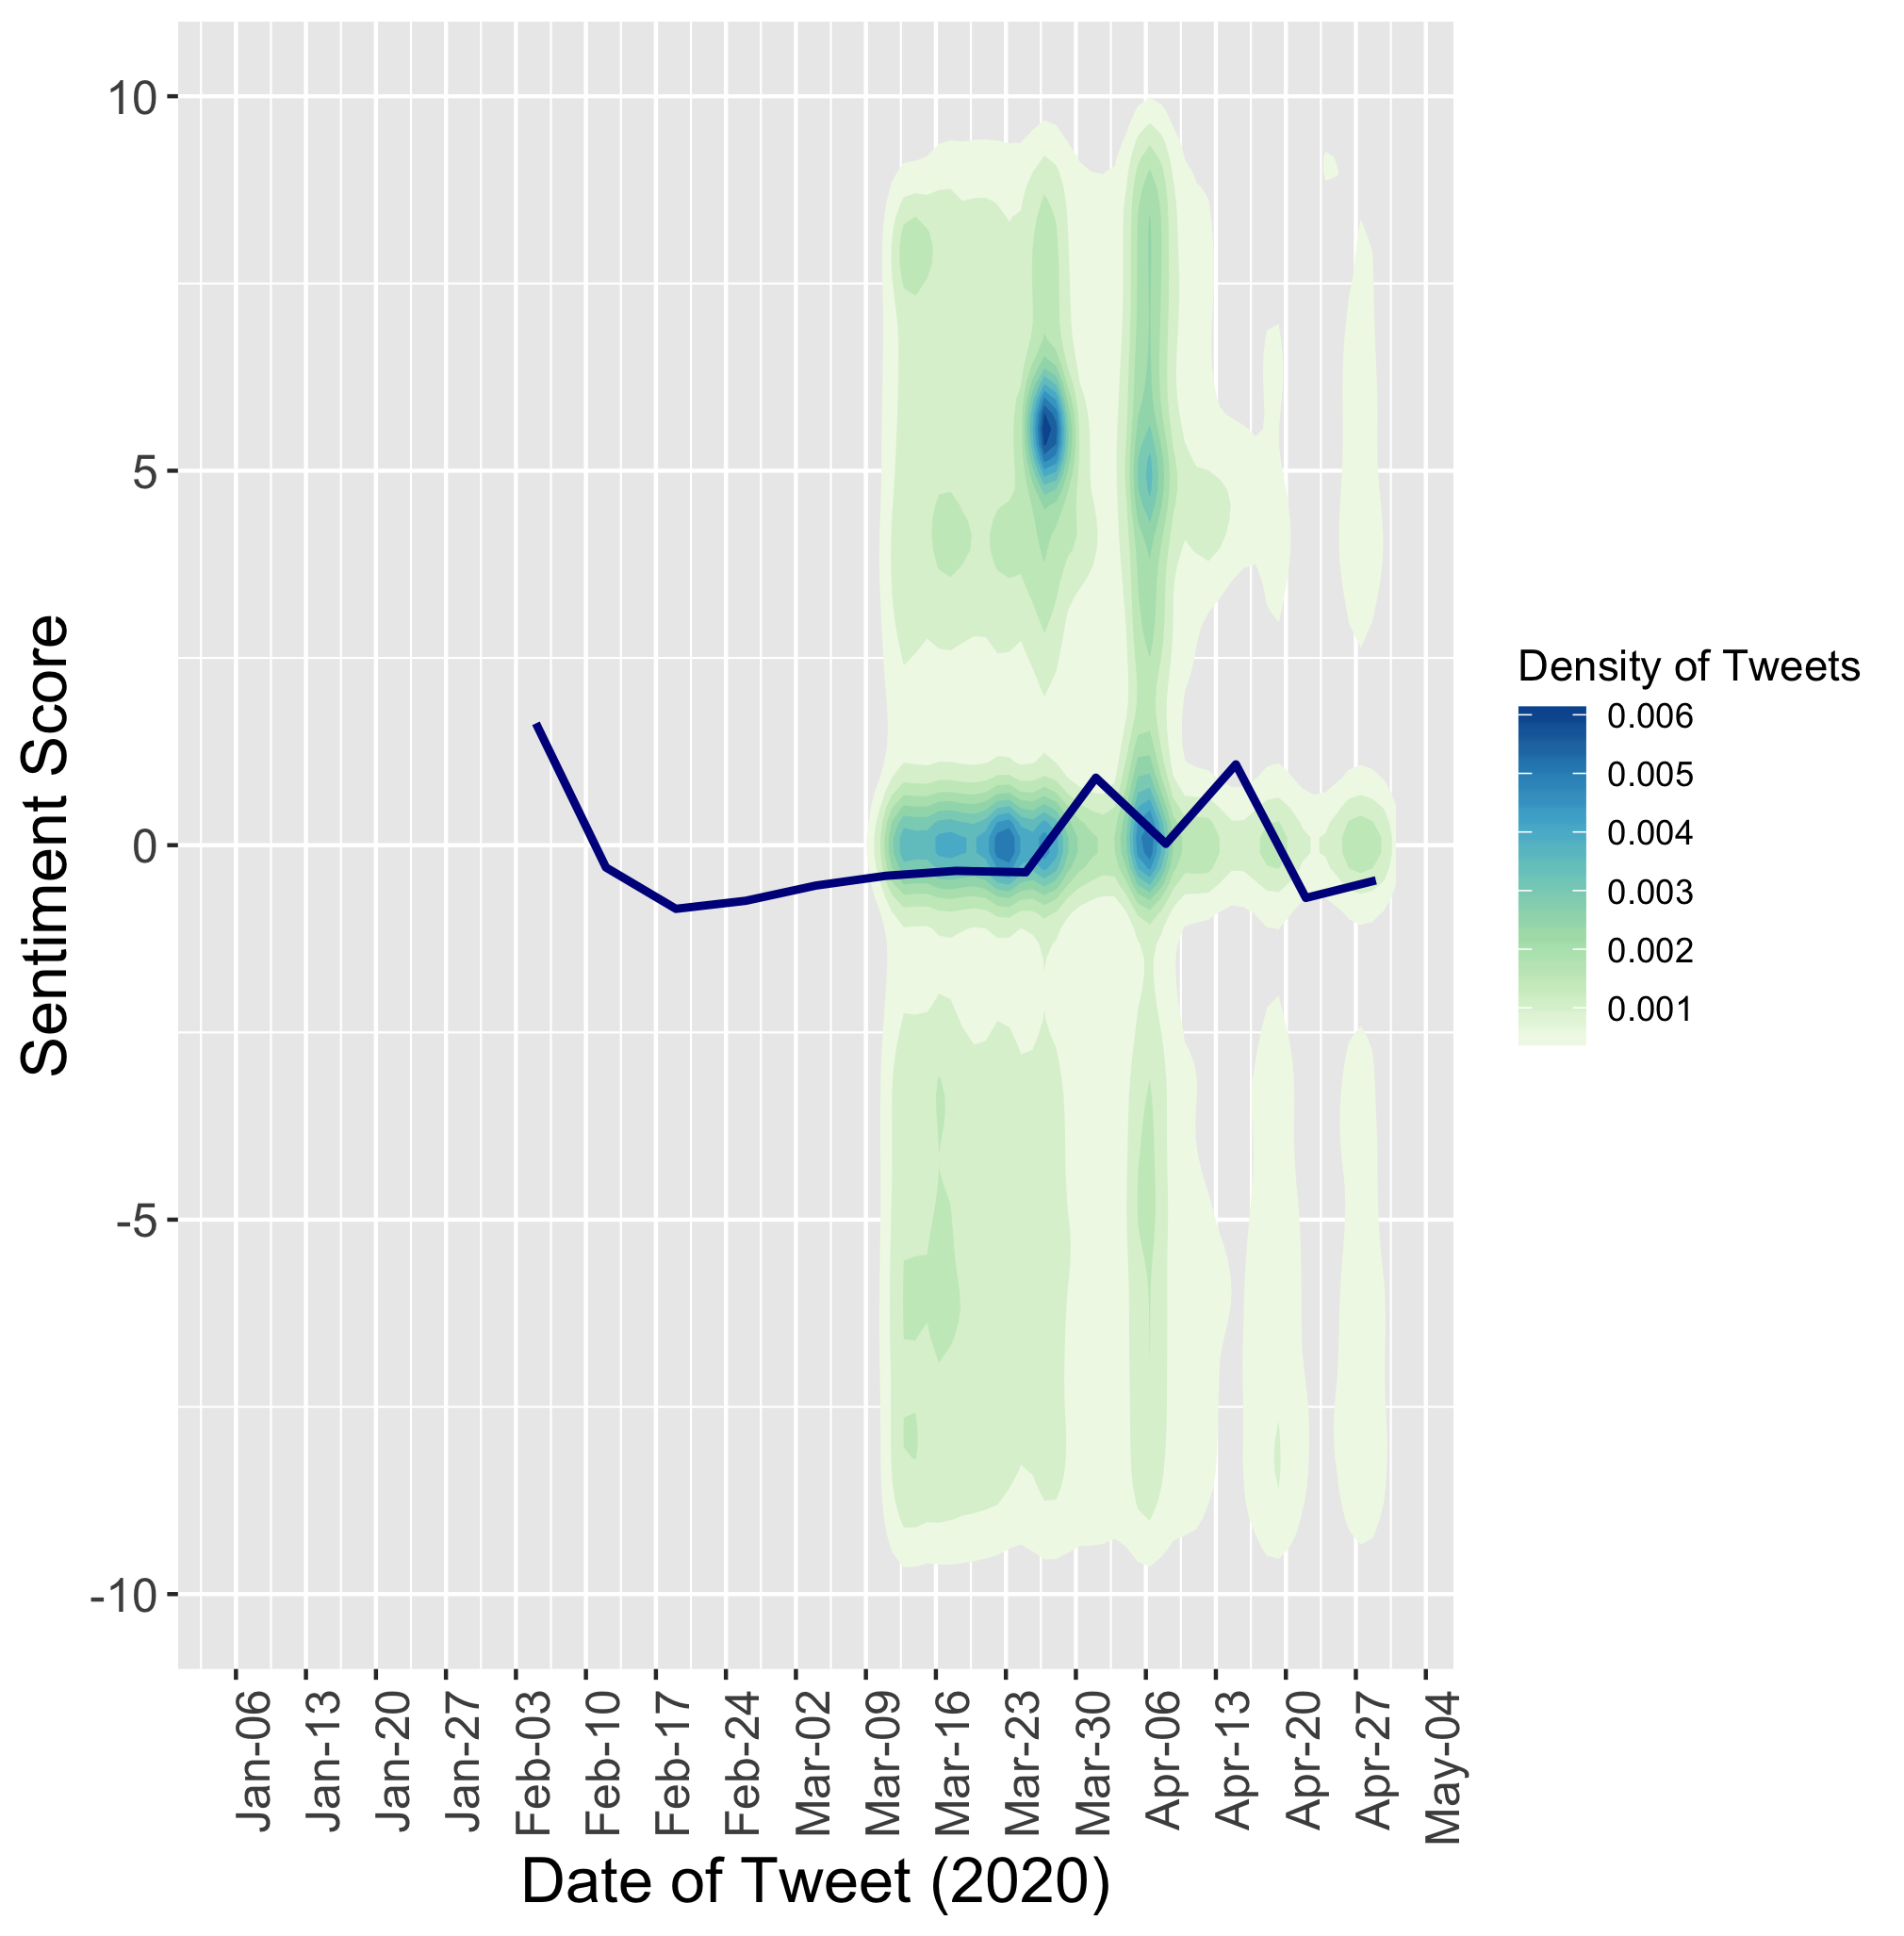 10
5
0
-5
-10
Sentiment Score
Jan-06
Jan-13
Jan-20
Jan-27
Feb-03
Feb-10
Feb-17
Feb-24
Mar-02
Mar-09
Mar-16
Mar-23
Mar-30
Apr-06
Apr-13
Apr-20
Apr-27
May-04
Date of Tweet (2020)
Density of Tweets
0.006
0.005
0.004
0.003
0.002
0.001